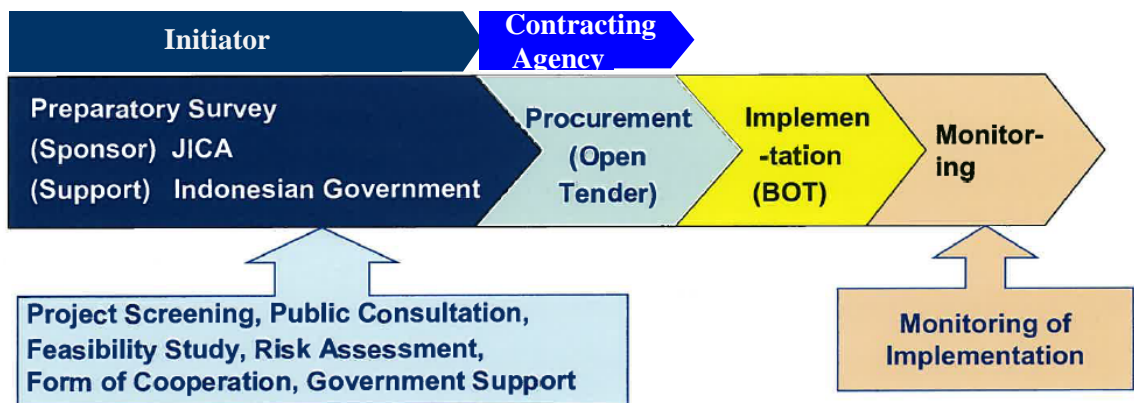 Initiator
Contracting
Agency
Preparatory Survey
(Sponsor) JICA
(Support) Indonesian Government
Procurement
(Open
Tender)
Implemen
-tation
(BOT)
Monitor-
ing
Project Screening, Public Consultation,
Feasibility Study, Risk Assessment,
Form of Cooperation, Government Support
Monitoring of
Implementation